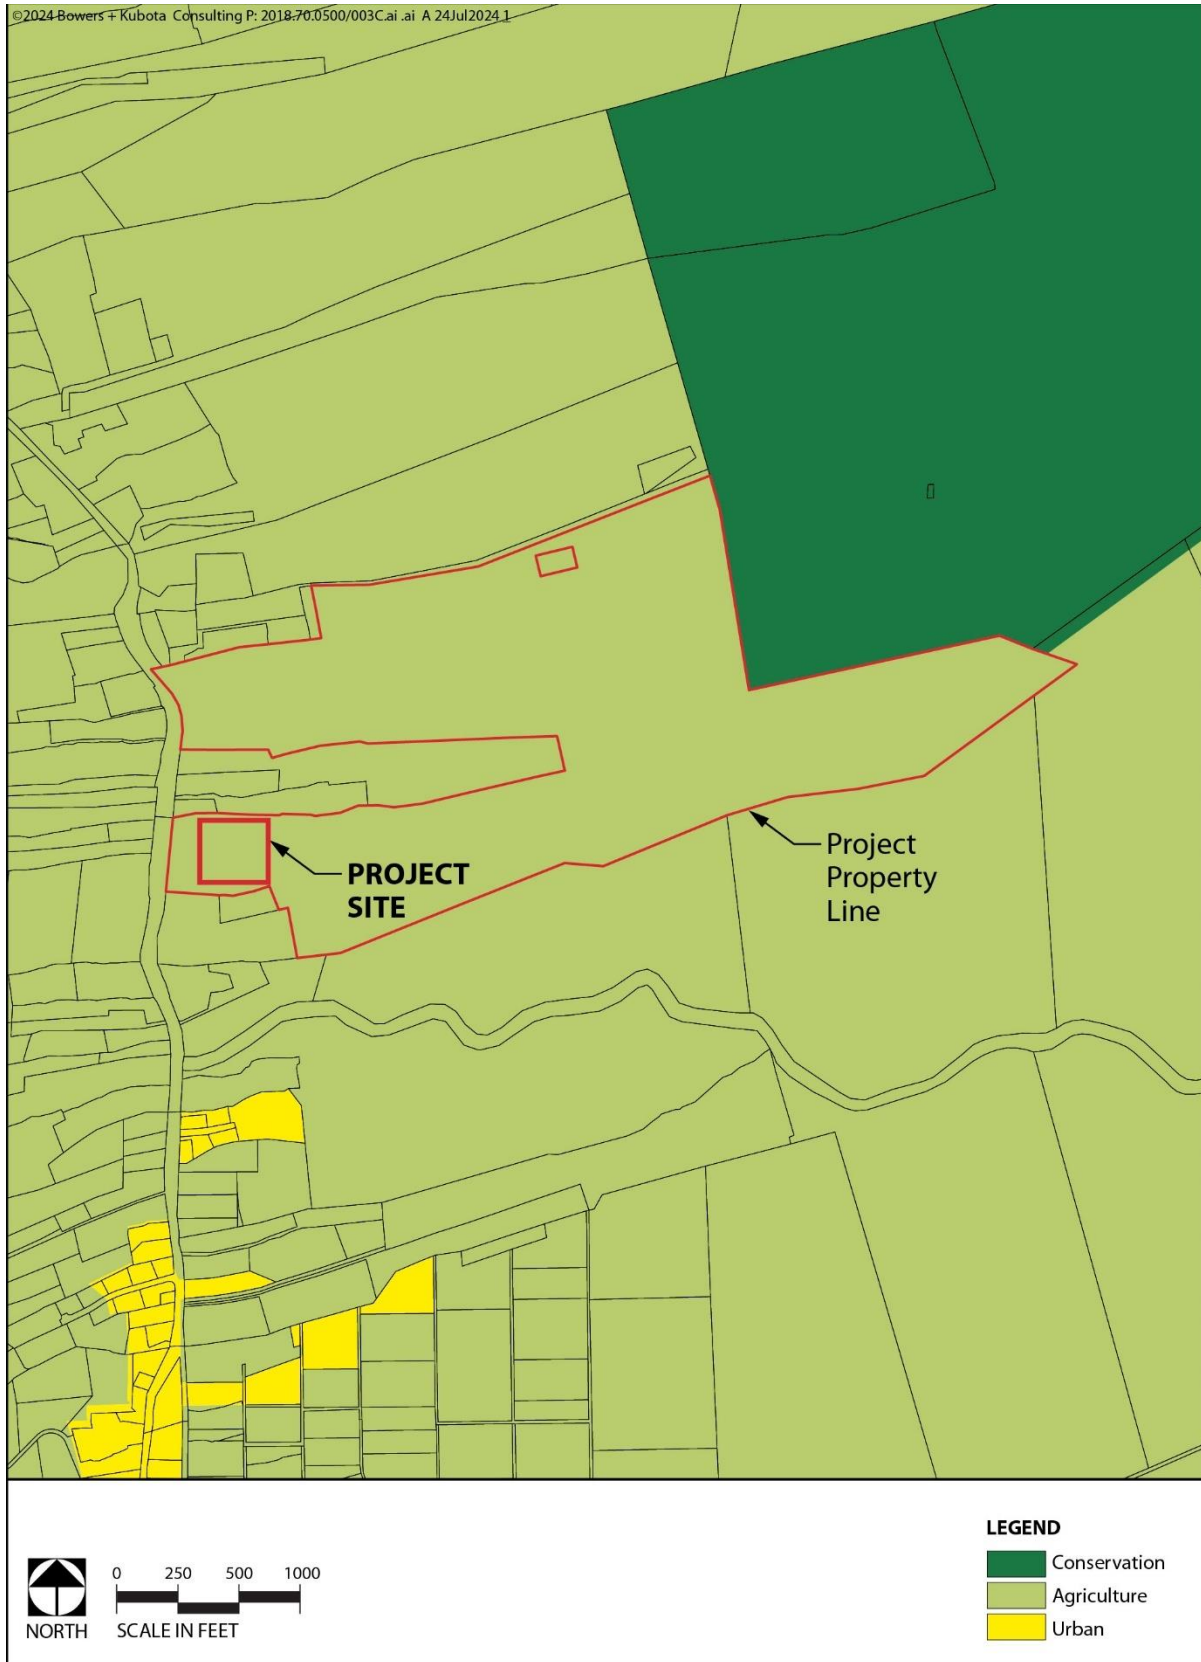 ©2024 Bowers + Kubota Consulting P: 2018.70.0500/003C.ai .ai A 24Jul2024 1
PROJECT
SITE
Project
Property
Line
NORTH
0 250 500 1000
SCALE IN FEET
LEGEND
Conservation
Agriculture
Urban